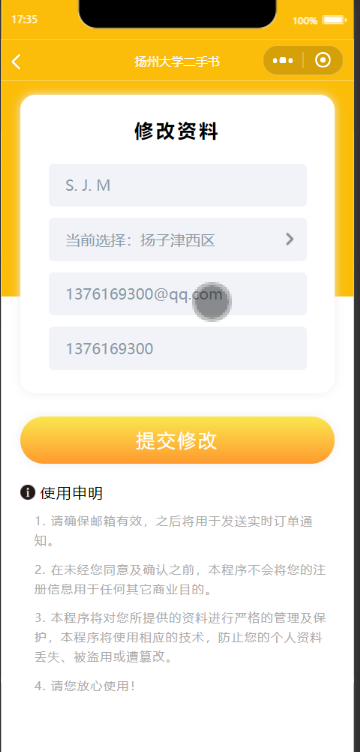 17:35
100%
扬州大学二手书
修改资料
S. J. M
当前选择：扬子津西区
1376169300@qq.com
1376169300
提交修改
使用申明
1. 请确保邮箱有效，之后将用于发送实时订单通
知。
2. 在未经您同意及确认之前，本程序不会将您的注
册信息用于任何其它商业目的。
3. 本程序将对您所提供的资料进行严格的管理及保
护，本程序将使用相应的技术，防止您的个人资料
丢失、被盗用或遭篡改。
4. 请您放心使用！